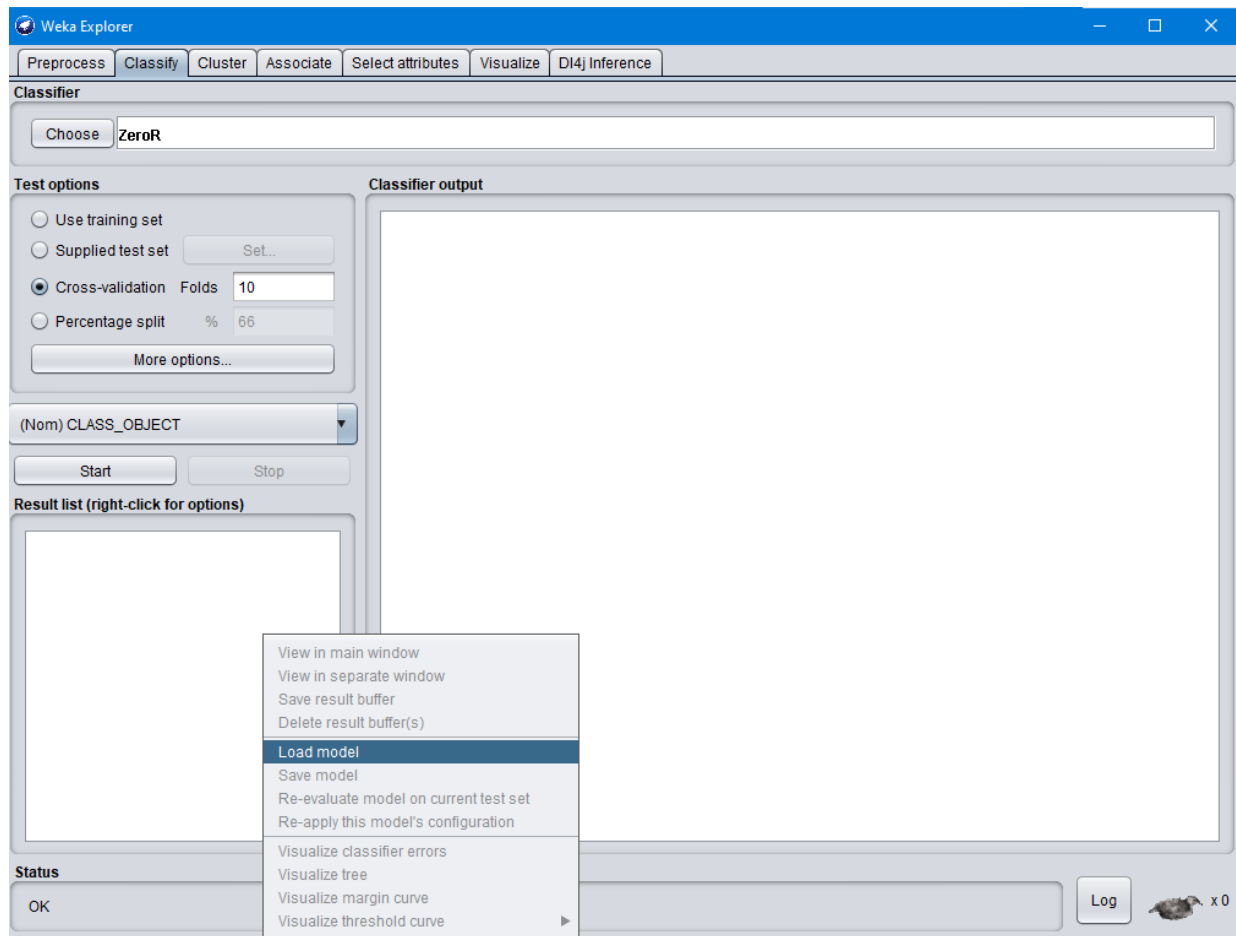 Weka Explorer
Preprocess Classify Cluster Associate Select attributes Visualize Dl4j Inference
Classifier
Choose ZeroR
Test options
Use training set
Supplied test set Set...
Cross-validation Folds 10
Percentage split % 66
More options...
(Nom) CLASS_OBJECT
Start Stop
Result list (right-click for options)
Classifier output
View in main window
View in separate window
Save result buffer
Delete result buffer(s)
Load model
Save model
Re-evaluate model on current test set
Re-apply this model's configuration
Visualize classifier errors
Visualize tree
Visualize margin curve
Visualize threshold curve
Status
OK
Log x 0